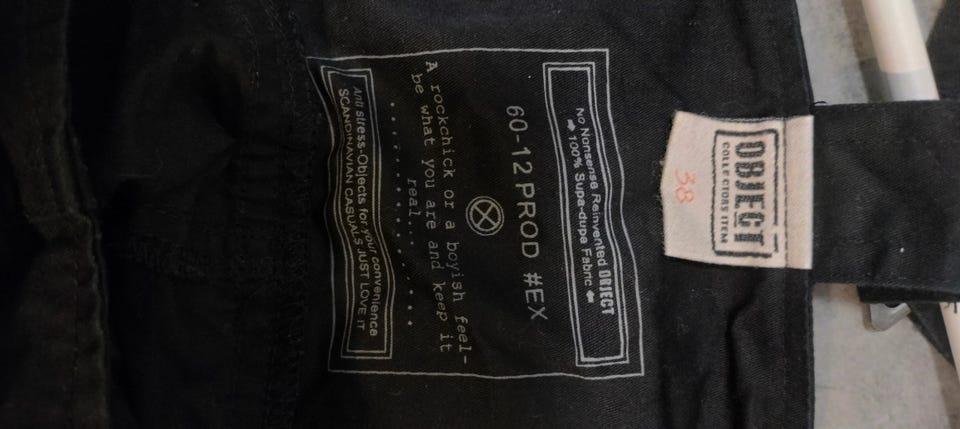 OBJECT
COLLECTORS ITEM
38
No Nonsense Reinvented OBJECT
➔ 100% Supa-dupa Fabric ←
60-12 PROD #EX
A rockchick or a boyish feel-
be what you are and keep it
real...
Anti stress-Objects for your convenience
SCANDINAVIAN CASUALS JUST LOVE IT